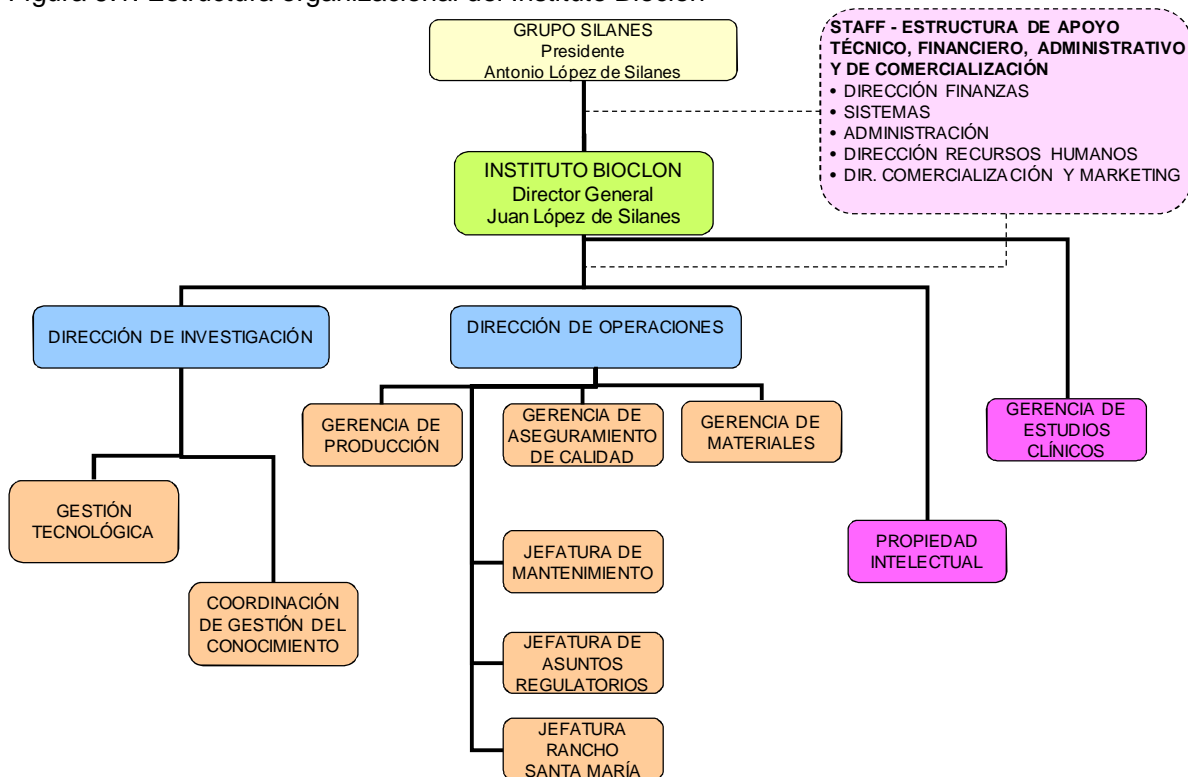 Figura 5.1. Estructura organizacional del Instituto Bioclon
GRUPO SILANES
Presidente
Antonio López de Silanes
STAFF - ESTRUCTURA DE APOYO
TÉCNICO, FINANCIERO, ADMINISTRATIVO
Y DE COMERCIALIZACIÓN
• DIRECCIÓN FINANZAS
• SISTEMAS
• ADMINISTRACIÓN
• DIRECCIÓN RECURSOS HUMANOS
• DIR. COMERCIALIZACIÓN Y MARKETING
INSTITUTO BIOCLON
Director General
Juan López de Silanes
DIRECCIÓN DE INVESTIGACIÓN
DIRECCIÓN DE OPERACIONES
GERENCIA DE
PRODUCCIÓN
GERENCIA DE
ASEGURAMIENTO
DE CALIDAD
GERENCIA DE
MATERIALES
GERENCIA DE
ESTUDIOS
CLÍNICOS
GESTIÓN
TECNOLÓGICA
JEFATURA DE
MANTENIMIENTO
PROPIEDAD
INTELECTUAL
COORDINACIÓN
DE GESTIÓN DEL
CONOCIMIENTO
JEFATURA DE
ASUNTOS
REGULATORIOS
JEFATURA
RANCHO
SANTA MARÍA